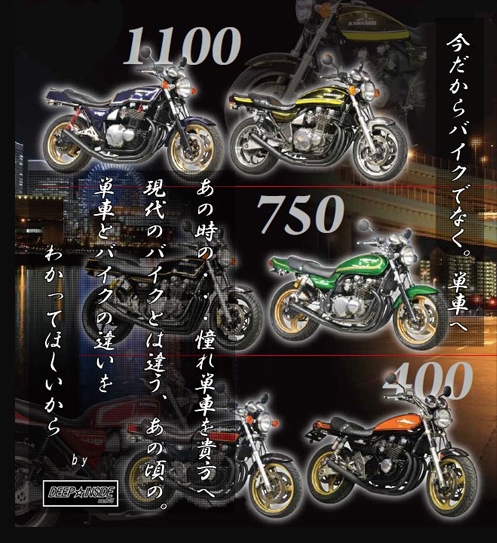 今だからバイクでなく。単車へ
1100
750
400
あの時の・・憧れ単車を貴方へ
現代のバイクとは違う、あの頃の。
単車とバイクの違いを
わかってほしいから
by
DEEP☆INSIDE